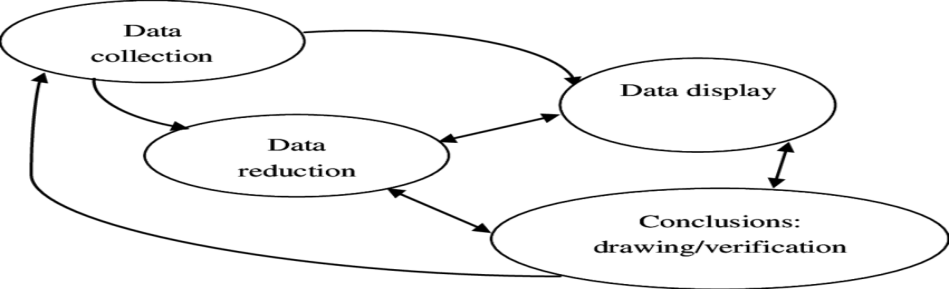 Data
collection
Data display
Data
reduction
Conclusions:
drawing/verification